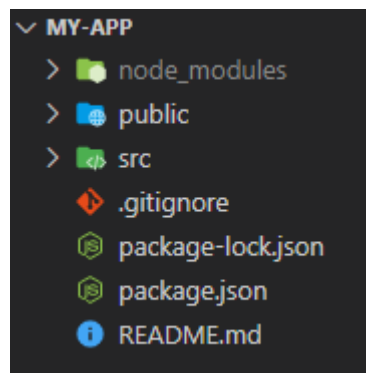 MY-APP
node_modules
public
src
.gitignore
package-lock.json
package.json
README.md